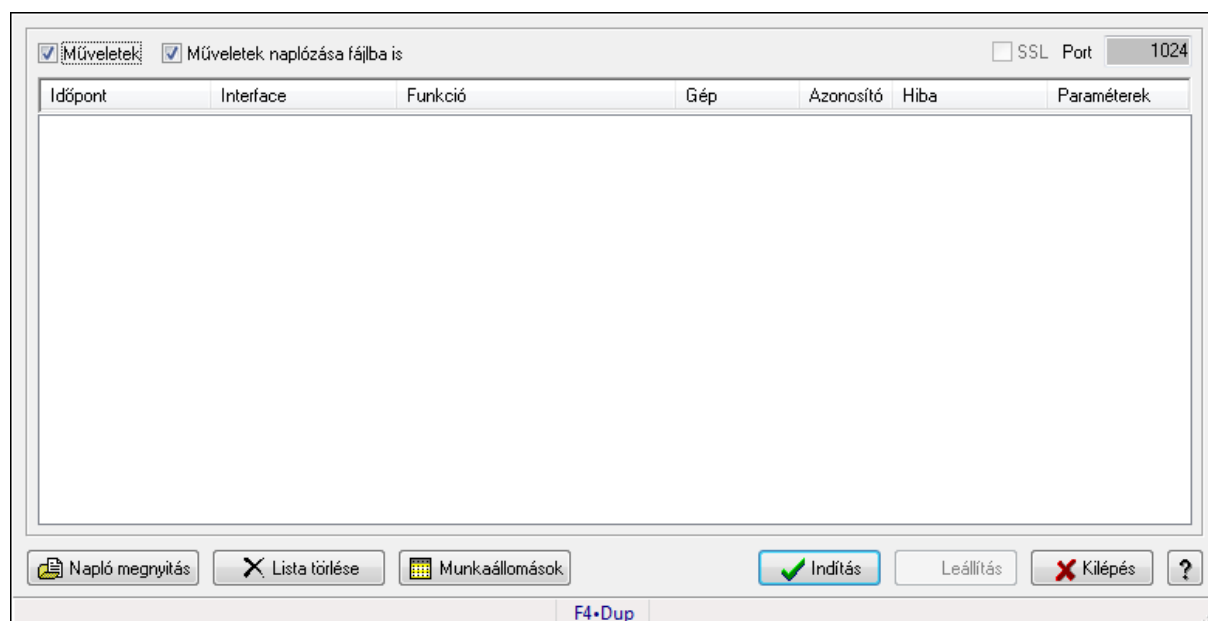 Műveletek Műveletek naplózása fájlba is SSL Port 1024
Időpont Interface Funkció Gép Azonosító Hiba Paraméterek
Napló megnyitás Lista törlése Munkaállomások Indítás Leállítás Kilépés ?
F4•Dup